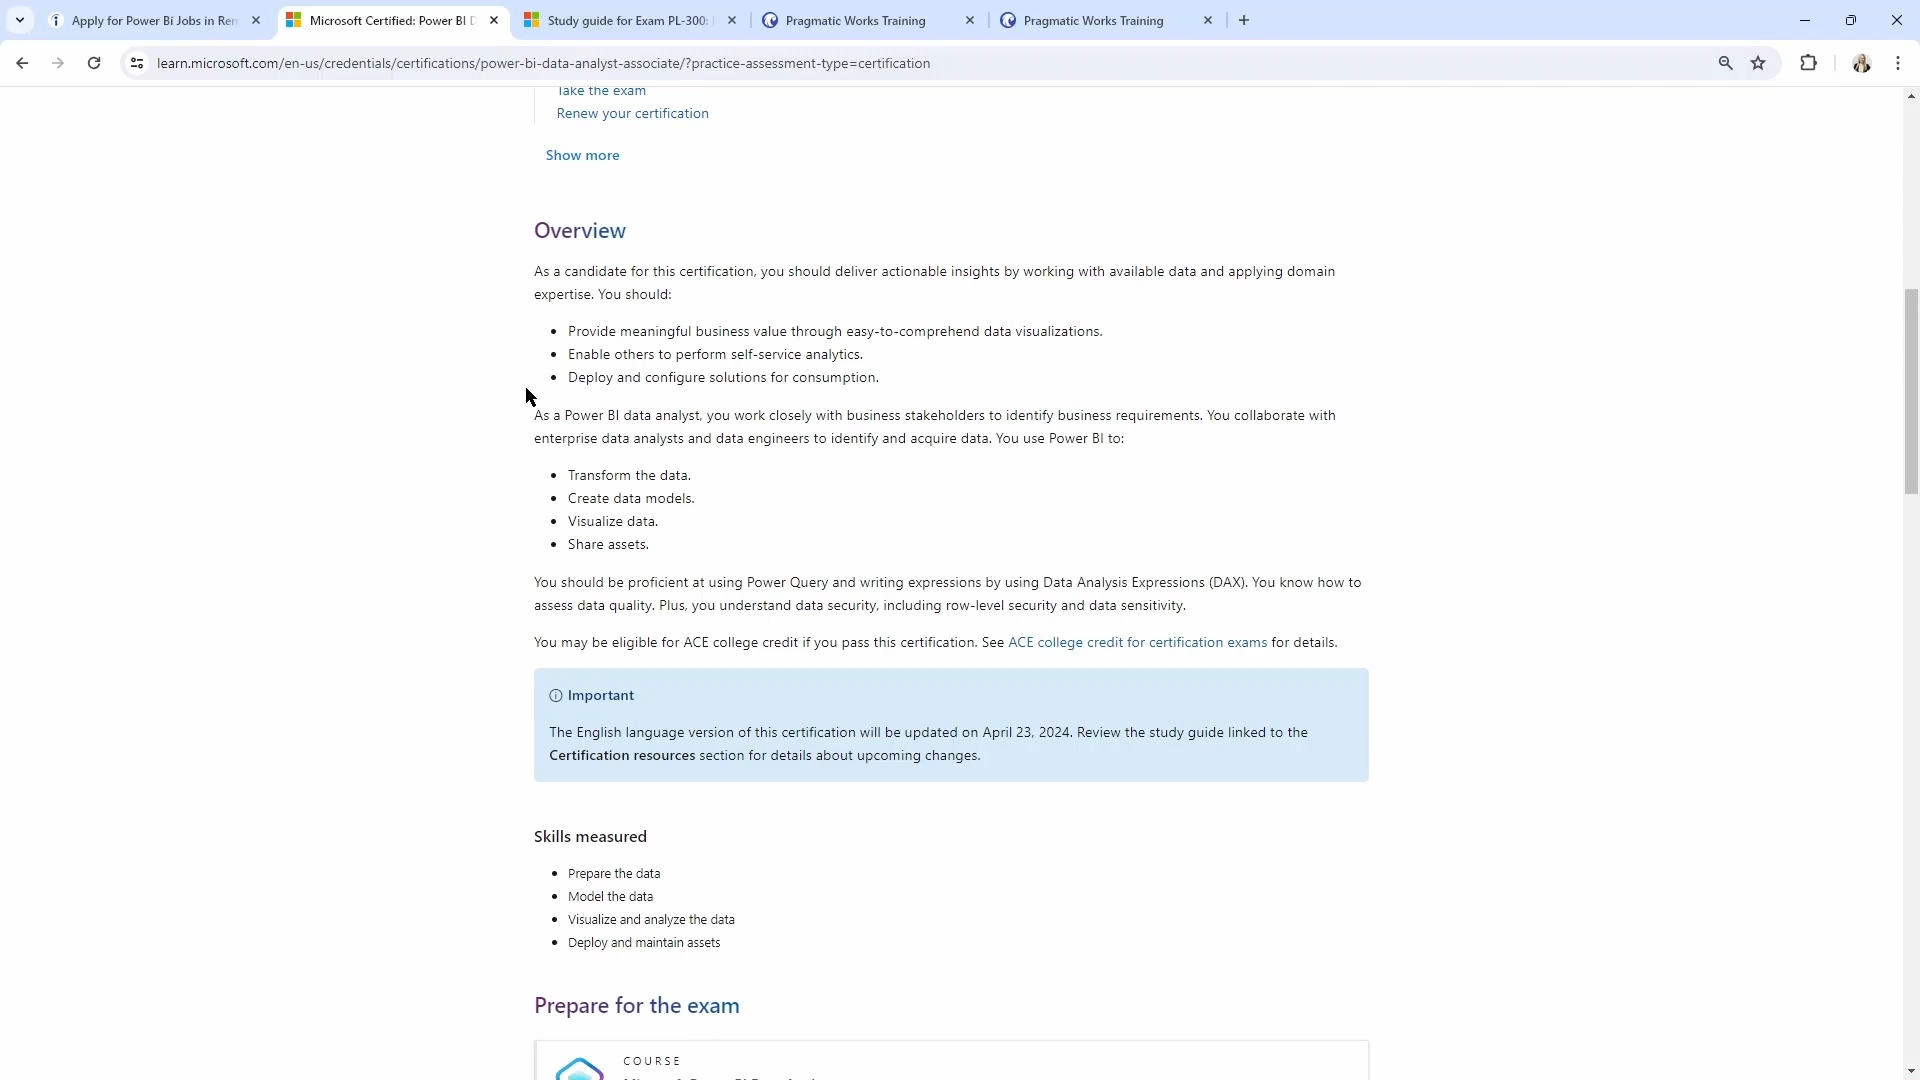 Apply for Power Bi Jobs in Ren
Microsoft Certified: Power BI D
Study guide for Exam PL-300:
Pragmatic Works Training
Pragmatic Works Training
learn.microsoft.com/en-us/credentials/certifications/power-bi-data-analyst-associate/?practice-assessment-type=certification
Take the exam
Renew your certification
Show more
Overview
As a candidate for this certification, you should deliver actionable insights by working with available data and applying domain
expertise. You should:
• Provide meaningful business value through easy-to-comprehend data visualizations.
• Enable others to perform self-service analytics.
• Deploy and configure solutions for consumption.
As a Power BI data analyst, you work closely with business stakeholders to identify business requirements. You collaborate with
enterprise data analysts and data engineers to identify and acquire data. You use Power BI to:
• Transform the data.
• Create data models.
• Visualize data.
• Share assets.
You should be proficient at using Power Query and writing expressions by using Data Analysis Expressions (DAX). You know how to
assess data quality. Plus, you understand data security, including row-level security and data sensitivity.
You may be eligible for ACE college credit if you pass this certification. See ACE college credit for certification exams for details.
Important
The English language version of this certification will be updated on April 23, 2024. Review the study guide linked to the
Certification resources section for details about upcoming changes.
Skills measured
• Prepare the data
• Model the data
• Visualize and analyze the data
• Deploy and maintain assets
Prepare for the exam
COURSE